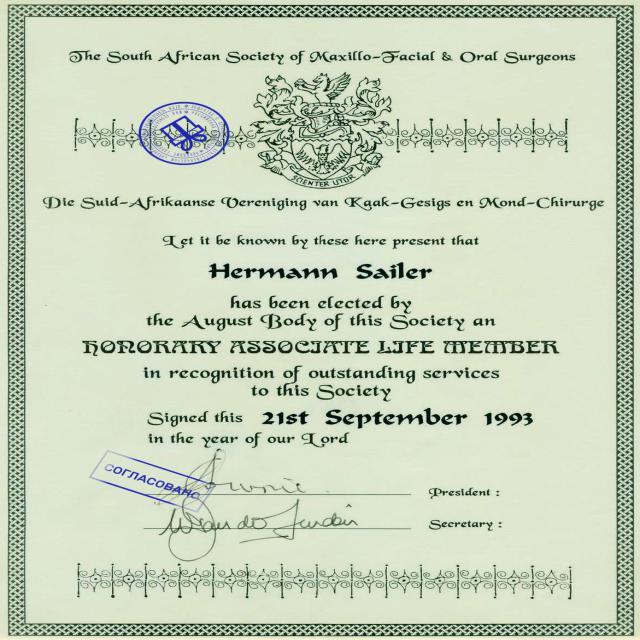 The South African Society of Maxillo-Facial & Oral Surgeons
SCIENTER UTOR
Die Suid-Afrikaanse Vereniging van Kaak-Gesigs en Mond-Chirurge
Let it be known by these here present that
Hermann Sailer
has been elected by
the August Body of this Society an
HONORARY ASSOCIATE LIFE MEMBER
in recognition of outstanding services
to this Society
Signed this 21st September 1993
in the year of our Lord
СОГЛАСОВАНО
President :
Secretary :